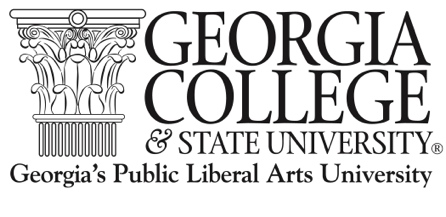 GEORGIA
COLLEGE
& STATE UNIVERSITY®
Georgia's Public Liberal Arts University